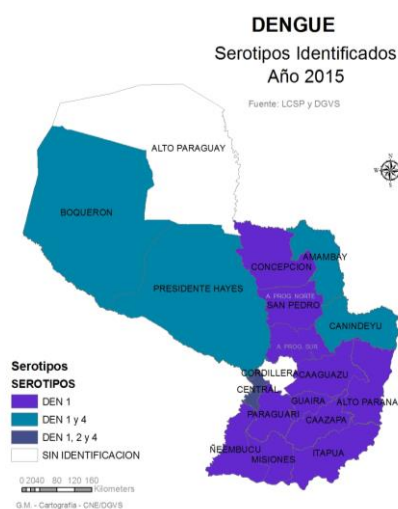 DENGUE
Serotipos Identificados
Año 2015
Fuente: LCSP y DGVS
ALTO PARAGUAY
BOQUERON
AMAMBAY
CONCEPCION
PRESIDENTE HAYES
A. PROG. NORTE
SAN PEDRO
CANINDEYU
A. PROG. SUR
CORDILLERA
CAAGUAZU
CENTRAL
GUAIRA
ALTO PARANA
PARAGUARI
CAAZAPA
ÑEEMBUCU
MISIONES
ITAPUA
Serotipos
SEROTIPOS
DEN 1
DEN 1 y 4
DEN 1, 2 y 4
SIN IDENTIFICACION
0 20 40 80 120 160
Kilometers
G.M. - Cartografia - CNE/DGVS